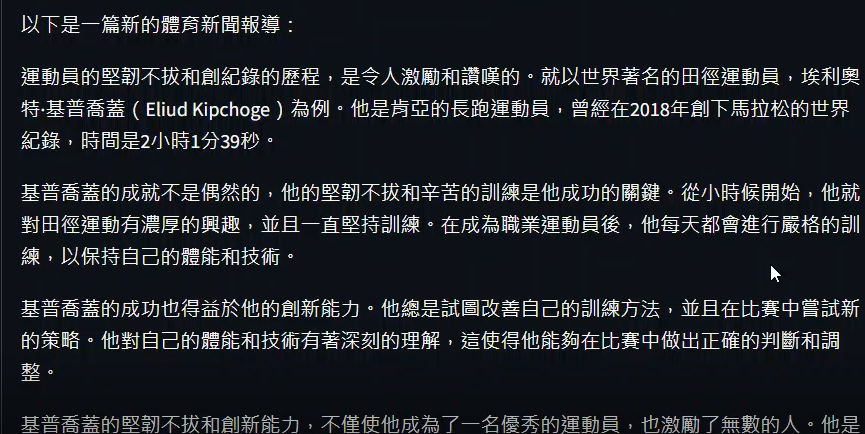 以下是一篇新的體育新聞報導：
運動員的堅韌不拔和創紀錄的歷程，是令人激勵和讚嘆的。就以世界著名的田徑運動員，埃利奧
特·基普喬蓋（Eliud Kipchoge）為例。他是肯亞的長跑運動員，曾經在2018年創下馬拉松的世界
紀錄，時間是2小時1分39秒。
基普喬蓋的成就不是偶然的，他的堅韌不拔和辛苦的訓練是他成功的關鍵。從小時候開始，他就
對田徑運動有濃厚的興趣，並且一直堅持訓練。在成為職業運動員後，他每天都會進行嚴格的訓
練，以保持自己的體能和技術。
基普喬蓋的成功也得益於他的創新能力。他總是試圖改善自己的訓練方法，並且在比賽中嘗試新
的策略。他對自己的體能和技術有著深刻的理解，這使得他能夠在比賽中做出正確的判斷和調
整。
基普喬蓋的堅韌不拔和創新能力，不僅使他成為了一名優秀的運動員，也激勵了無數的人。他是